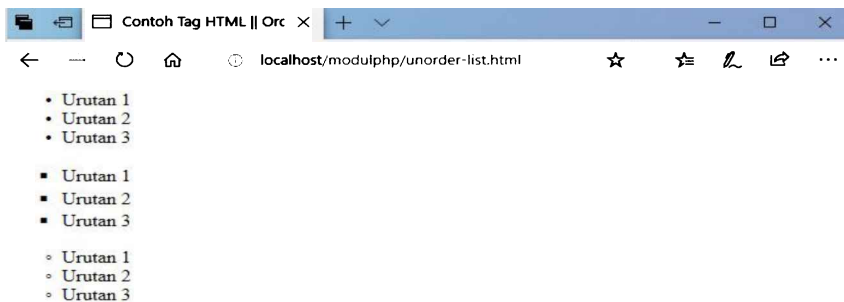 Contoh Tag HTML || Orc
localhost/modulphp/unorder-list.html
• Urutan 1
• Urutan 2
• Urutan 3
▪ Urutan 1
▪ Urutan 2
▪ Urutan 3
◦ Urutan 1
◦ Urutan 2
◦ Urutan 3